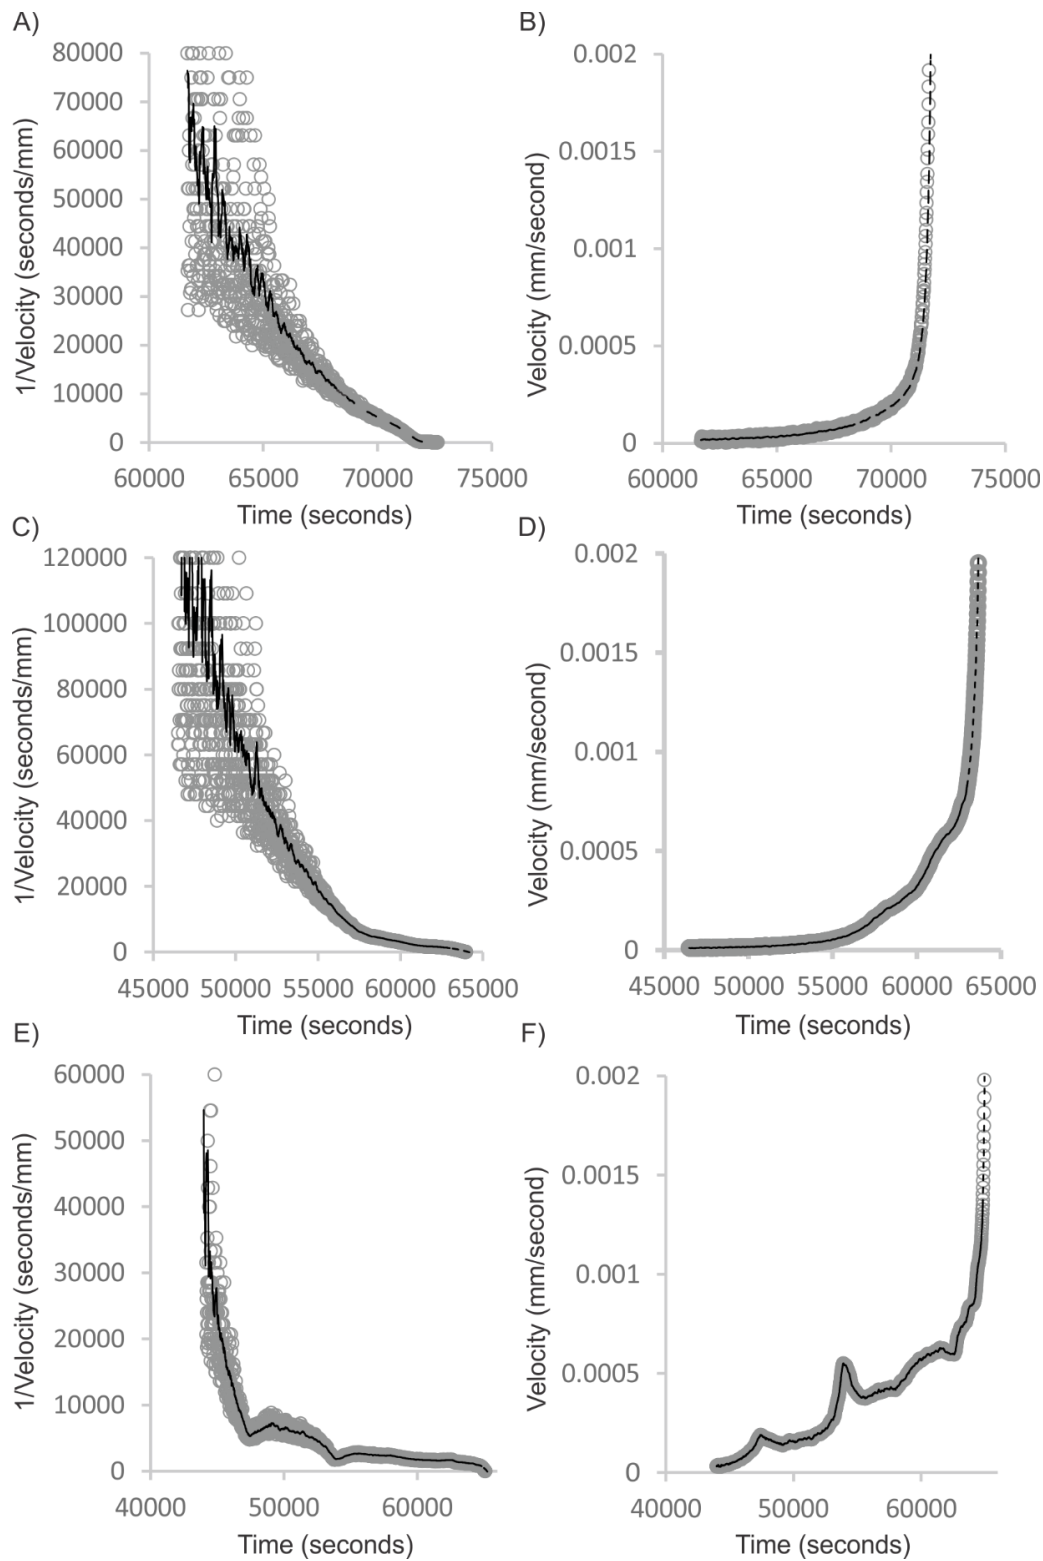 A)
1/Velocity (seconds/mm)
80000
70000
60000
50000
40000
30000
20000
10000
0
60000 65000 70000 75000
Time (seconds)
B)
Velocity (mm/second)
0.002
0.0015
0.001
0.0005
0
60000 65000 70000 75000
Time (seconds)
C)
1/Velocity (seconds/mm)
120000
100000
80000
60000
40000
20000
0
45000 50000 55000 60000 65000
Time (seconds)
D)
Velocity (mm/second)
0.002
0.0015
0.001
0.0005
0
45000 50000 55000 60000 65000
Time (seconds)
E)
1/Velocity (seconds/mm)
60000
50000
40000
30000
20000
10000
0
40000 50000 60000
Time (seconds)
F)
Velocity (mm/second)
0.002
0.0015
0.001
0.0005
0
40000 50000 60000
Time (seconds)